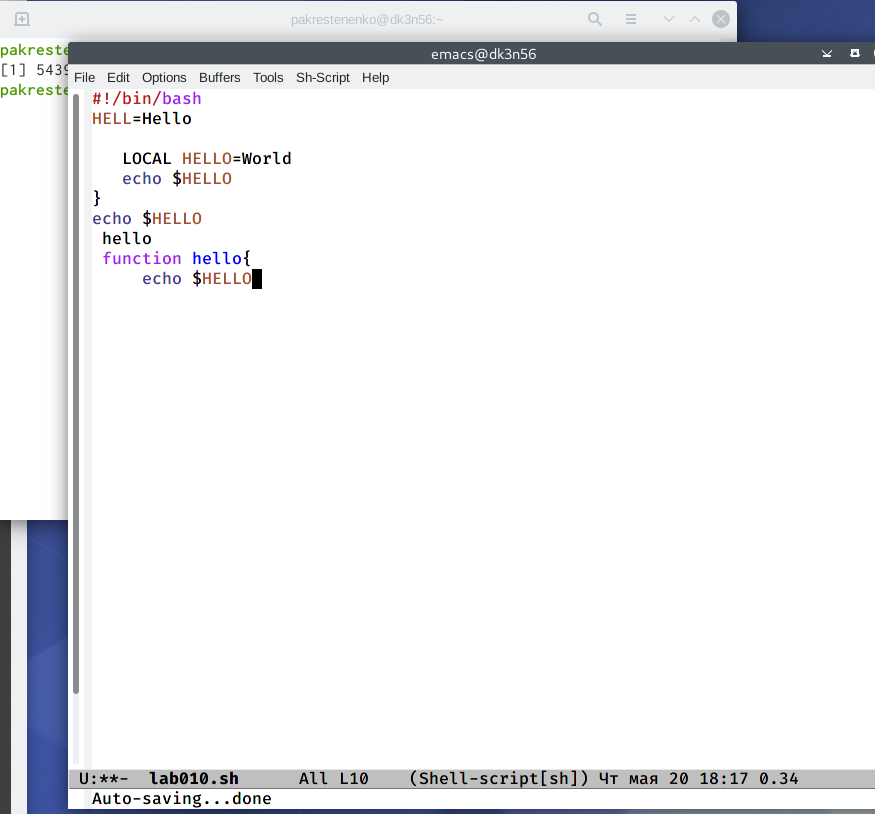 pakrestenenko@dk3n56:~
pakreste
[1] 5439
pakreste
emacs@dk3n56
File Edit Options Buffers Tools Sh-Script Help
#!/bin/bash
HELL=Hello
   LOCAL HELLO=World
   echo $HELLO
}
echo $HELLO
 hello
 function hello{
     echo $HELLO
U:**-  lab010.sh      All L10    (Shell-script[sh]) Чт мая 20 18:17 0.34
Auto-saving...done